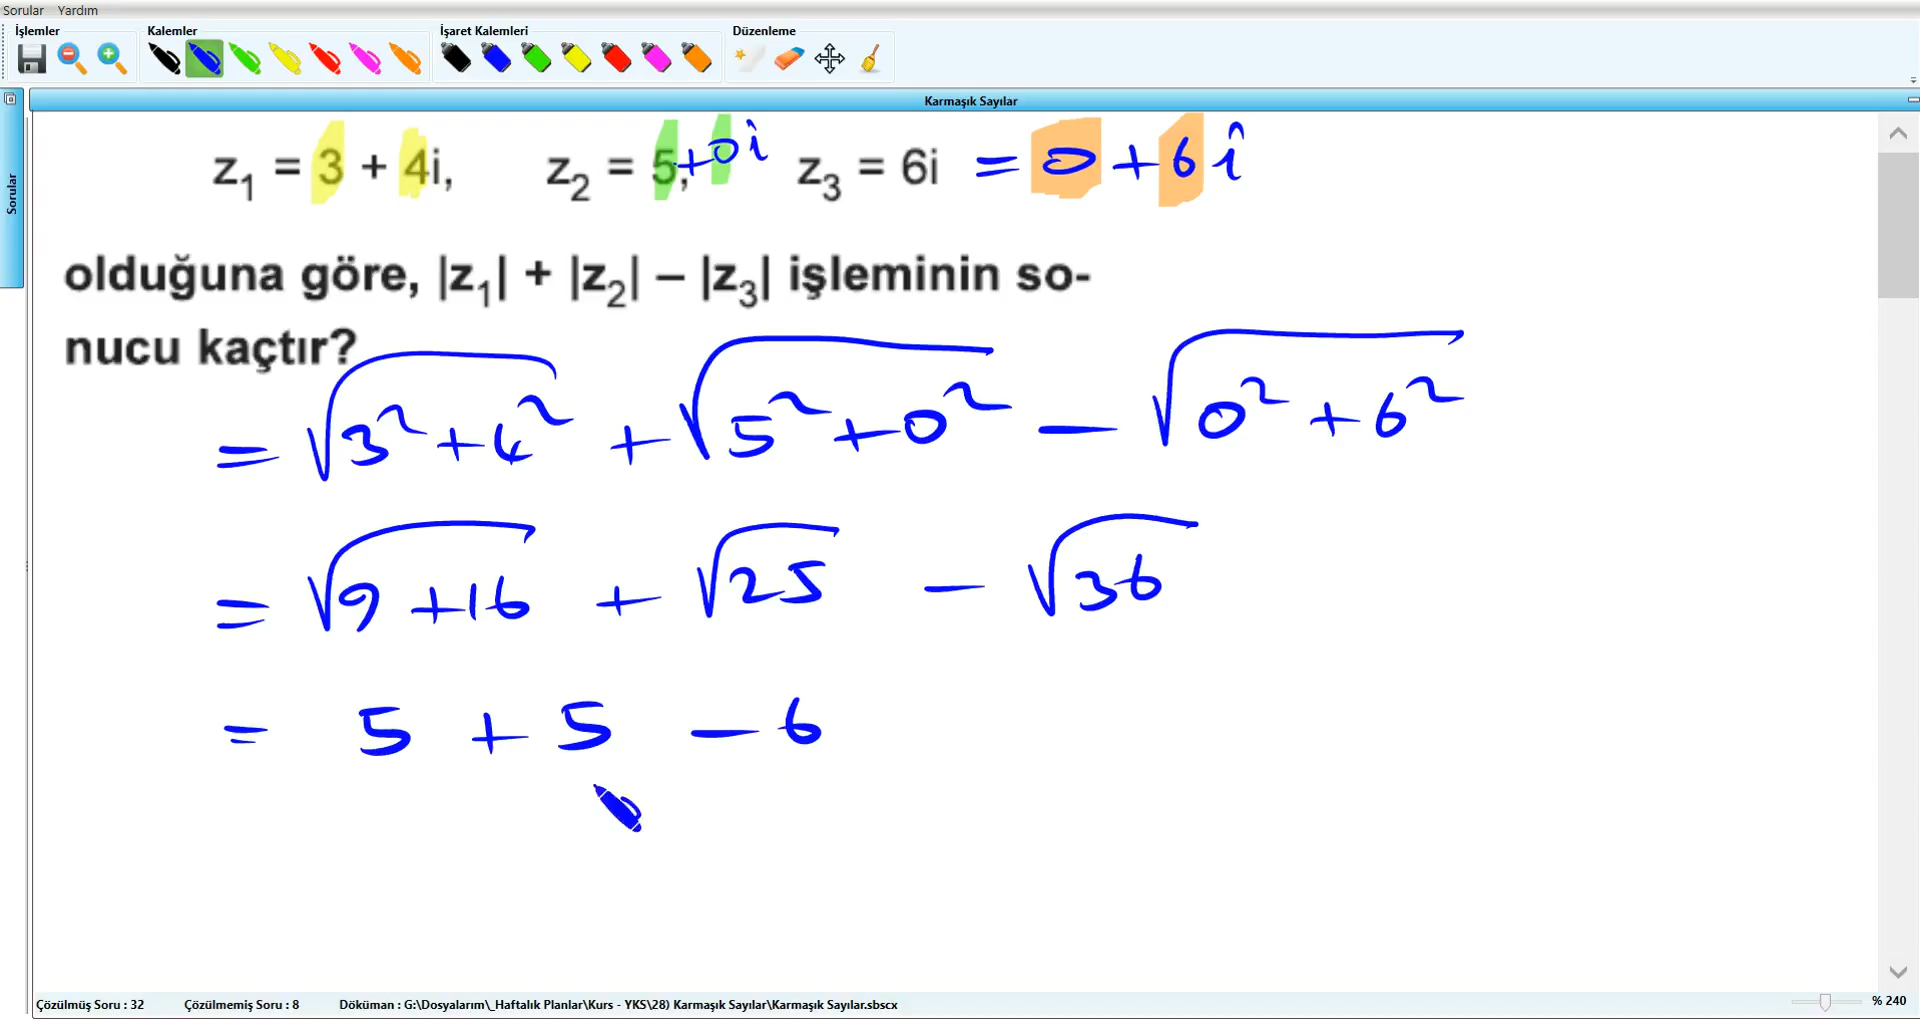 Sorular Yardım
İşlemler Kalemler İşaret Kalemleri Düzenleme
Karmaşık Sayılar
Sorular
z₁ = 3 + 4i, z₂ = 5, +0i z₃ = 6i = 0 + 6i
olduğuna göre, |z₁| + |z₂| – |z₃| işleminin so-
nucu kaçtır?
= √(3² + 4²) + √(5² + 0²) – √(0² + 6²)
= √(9 + 16) + √25 – √36
= 5 + 5 – 6
Çözülmüş Soru : 32 Çözülmemiş Soru : 8 Döküman : G:\Dosyalarım\_Haftalık Planlar\Kurs - YKS\28) Karmaşık Sayılar\Karmaşık Sayılar.sbscx % 240